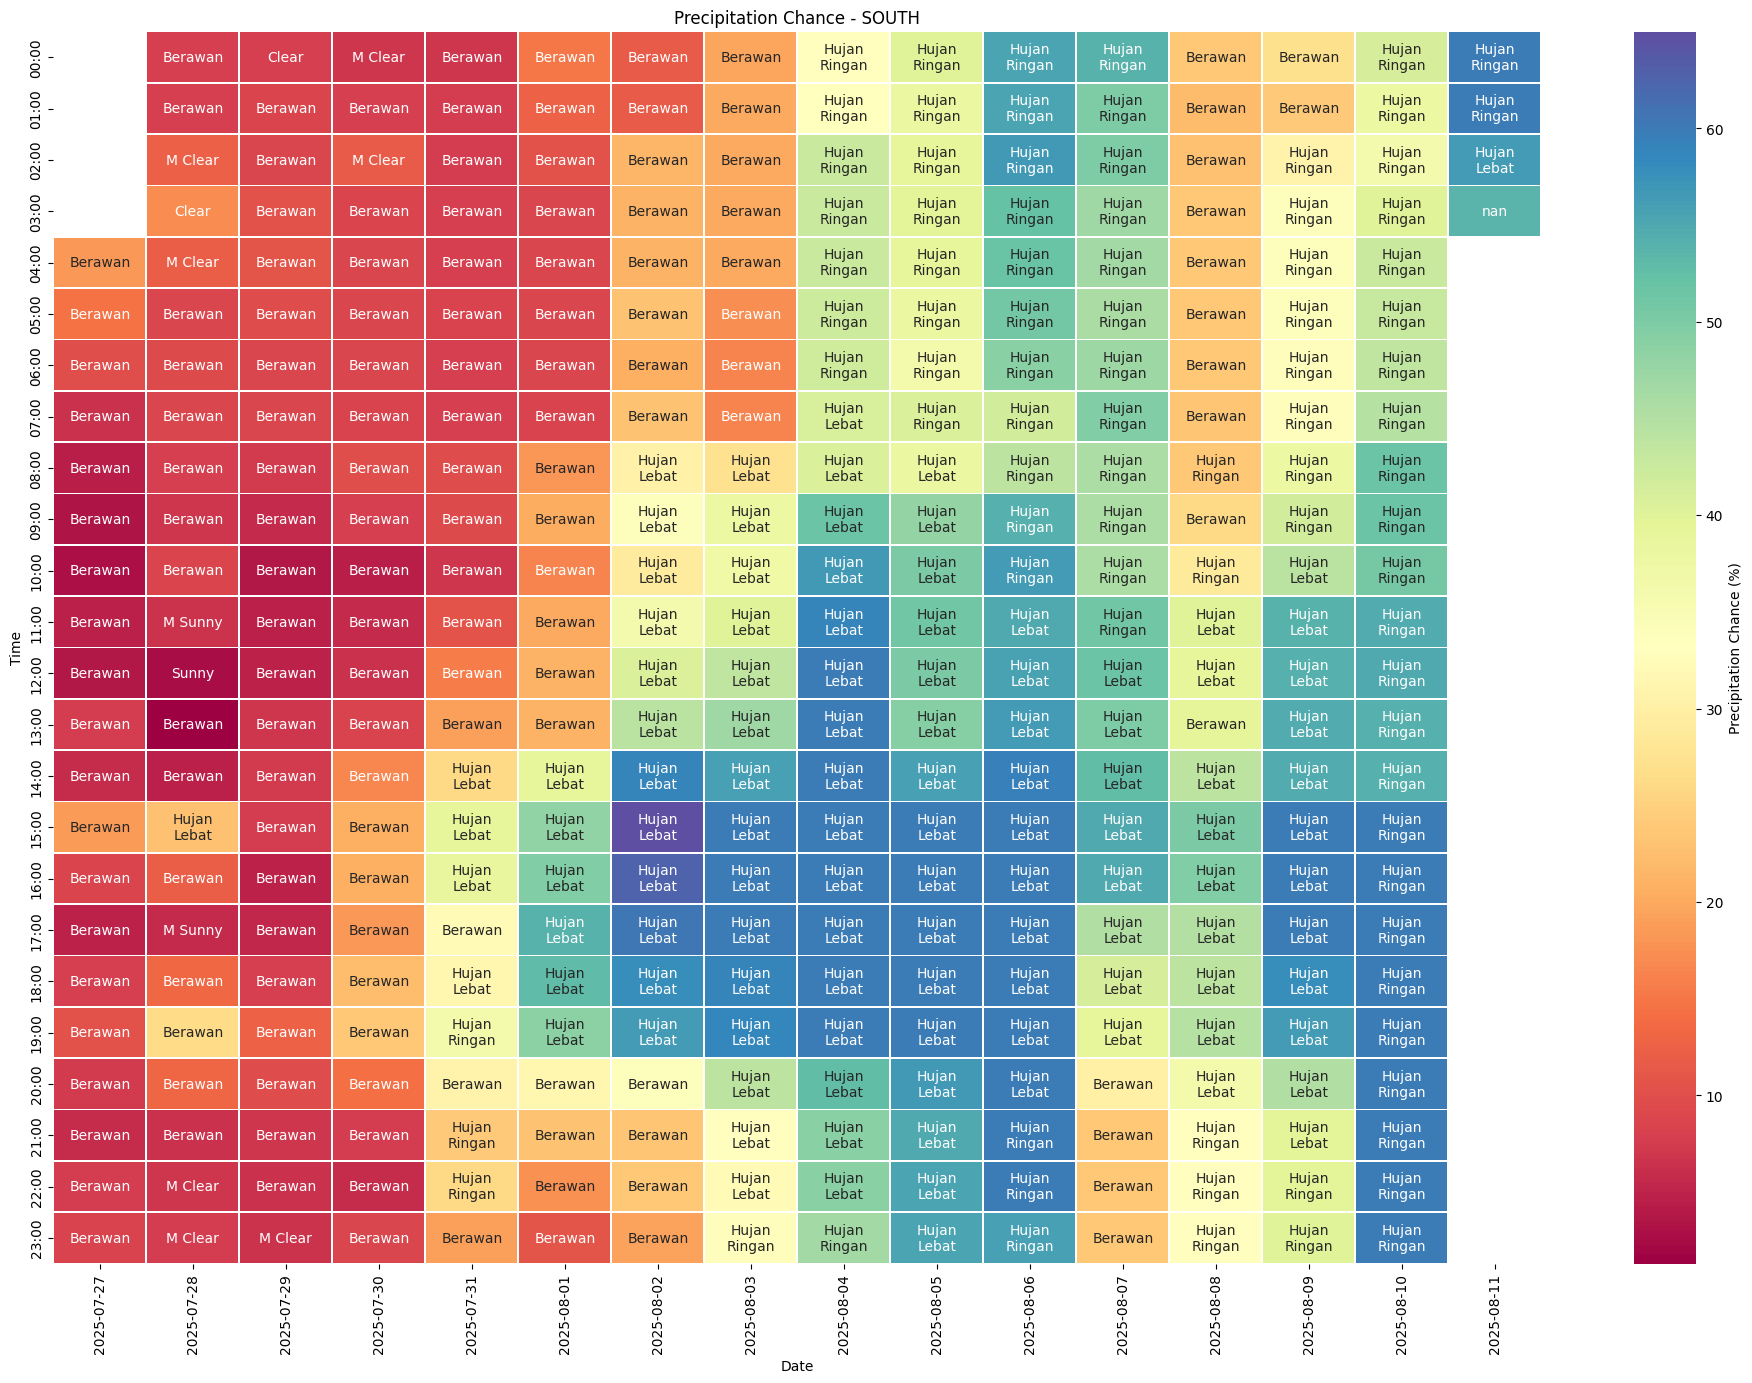 Precipitation Chance - SOUTH
00:00 Berawan Clear M Clear Berawan Berawan Berawan Berawan Hujan Ringan Hujan Ringan Hujan Ringan Hujan Ringan Berawan Berawan Hujan Ringan Hujan Ringan
01:00 Berawan Berawan Berawan Berawan Berawan Berawan Berawan Hujan Ringan Hujan Ringan Hujan Ringan Hujan Ringan Berawan Berawan Hujan Ringan Hujan Ringan
02:00 M Clear Berawan M Clear Berawan Berawan Berawan Berawan Hujan Ringan Hujan Ringan Hujan Ringan Hujan Ringan Berawan Hujan Ringan Hujan Ringan Hujan Lebat
03:00 Clear Berawan Berawan Berawan Berawan Berawan Berawan Hujan Ringan Hujan Ringan Hujan Ringan Hujan Ringan Berawan Hujan Ringan Hujan Ringan nan
04:00 Berawan M Clear Berawan Berawan Berawan Berawan Berawan Berawan Hujan Ringan Hujan Ringan Hujan Ringan Hujan Ringan Berawan Hujan Ringan Hujan Ringan
05:00 Berawan Berawan Berawan Berawan Berawan Berawan Berawan Berawan Hujan Ringan Hujan Ringan Hujan Ringan Hujan Ringan Berawan Hujan Ringan Hujan Ringan
06:00 Berawan Berawan Berawan Berawan Berawan Berawan Berawan Berawan Hujan Ringan Hujan Ringan Hujan Ringan Hujan Ringan Berawan Hujan Ringan Hujan Ringan
07:00 Berawan Berawan Berawan Berawan Berawan Berawan Berawan Berawan Hujan Lebat Hujan Ringan Hujan Ringan Hujan Ringan Berawan Hujan Ringan Hujan Ringan
08:00 Berawan Berawan Berawan Berawan Berawan Berawan Hujan Lebat Hujan Lebat Hujan Lebat Hujan Lebat Hujan Ringan Hujan Ringan Hujan Ringan Hujan Ringan Hujan Ringan
09:00 Berawan Berawan Berawan Berawan Berawan Berawan Hujan Lebat Hujan Lebat Hujan Lebat Hujan Lebat Hujan Ringan Hujan Ringan Berawan Hujan Ringan Hujan Ringan
10:00 Berawan Berawan Berawan Berawan Berawan Berawan Hujan Lebat Hujan Lebat Hujan Lebat Hujan Lebat Hujan Ringan Hujan Ringan Hujan Ringan Hujan Lebat Hujan Ringan
11:00 Berawan M Sunny Berawan Berawan Berawan Berawan Hujan Lebat Hujan Lebat Hujan Lebat Hujan Lebat Hujan Lebat Hujan Ringan Hujan Lebat Hujan Lebat Hujan Ringan
12:00 Berawan Sunny Berawan Berawan Berawan Berawan Hujan Lebat Hujan Lebat Hujan Lebat Hujan Lebat Hujan Lebat Hujan Lebat Hujan Lebat Hujan Lebat Hujan Ringan
13:00 Berawan Berawan Berawan Berawan Berawan Berawan Hujan Lebat Hujan Lebat Hujan Lebat Hujan Lebat Hujan Lebat Hujan Lebat Berawan Hujan Lebat Hujan Ringan
14:00 Berawan Berawan Berawan Berawan Hujan Lebat Hujan Lebat Hujan Lebat Hujan Lebat Hujan Lebat Hujan Lebat Hujan Lebat Hujan Lebat Hujan Lebat Hujan Lebat Hujan Ringan
15:00 Berawan Hujan Lebat Berawan Berawan Hujan Lebat Hujan Lebat Hujan Lebat Hujan Lebat Hujan Lebat Hujan Lebat Hujan Lebat Hujan Lebat Hujan Lebat Hujan Lebat Hujan Ringan
16:00 Berawan Berawan Berawan Berawan Hujan Lebat Hujan Lebat Hujan Lebat Hujan Lebat Hujan Lebat Hujan Lebat Hujan Lebat Hujan Lebat Hujan Lebat Hujan Lebat Hujan Ringan
17:00 Berawan M Sunny Berawan Berawan Berawan Hujan Lebat Hujan Lebat Hujan Lebat Hujan Lebat Hujan Lebat Hujan Lebat Hujan Lebat Hujan Lebat Hujan Lebat Hujan Ringan
18:00 Berawan Berawan Berawan Berawan Hujan Lebat Hujan Lebat Hujan Lebat Hujan Lebat Hujan Lebat Hujan Lebat Hujan Lebat Hujan Lebat Hujan Lebat Hujan Lebat Hujan Ringan
19:00 Berawan Berawan Berawan Berawan Hujan Ringan Hujan Lebat Hujan Lebat Hujan Lebat Hujan Lebat Hujan Lebat Hujan Lebat Hujan Lebat Hujan Lebat Hujan Lebat Hujan Ringan
20:00 Berawan Berawan Berawan Berawan Berawan Berawan Berawan Hujan Lebat Hujan Lebat Hujan Lebat Hujan Lebat Berawan Hujan Lebat Hujan Lebat Hujan Ringan
21:00 Berawan Berawan Berawan Berawan Hujan Ringan Berawan Berawan Hujan Lebat Hujan Lebat Hujan Lebat Hujan Ringan Berawan Hujan Ringan Hujan Lebat Hujan Ringan
22:00 Berawan M Clear Berawan Berawan Hujan Ringan Berawan Berawan Hujan Lebat Hujan Lebat Hujan Lebat Hujan Ringan Berawan Hujan Ringan Hujan Ringan Hujan Ringan
23:00 Berawan M Clear M Clear Berawan Berawan Berawan Berawan Hujan Ringan Hujan Ringan Hujan Lebat Hujan Ringan Berawan Hujan Ringan Hujan Ringan Hujan Ringan
Time
2025-07-27 2025-07-28 2025-07-29 2025-07-30 2025-07-31 2025-08-01 2025-08-02 2025-08-03 2025-08-04 2025-08-05 2025-08-06 2025-08-07 2025-08-08 2025-08-09 2025-08-10 2025-08-11
Date
60
50
40
30
20
10
Precipitation Chance (%)